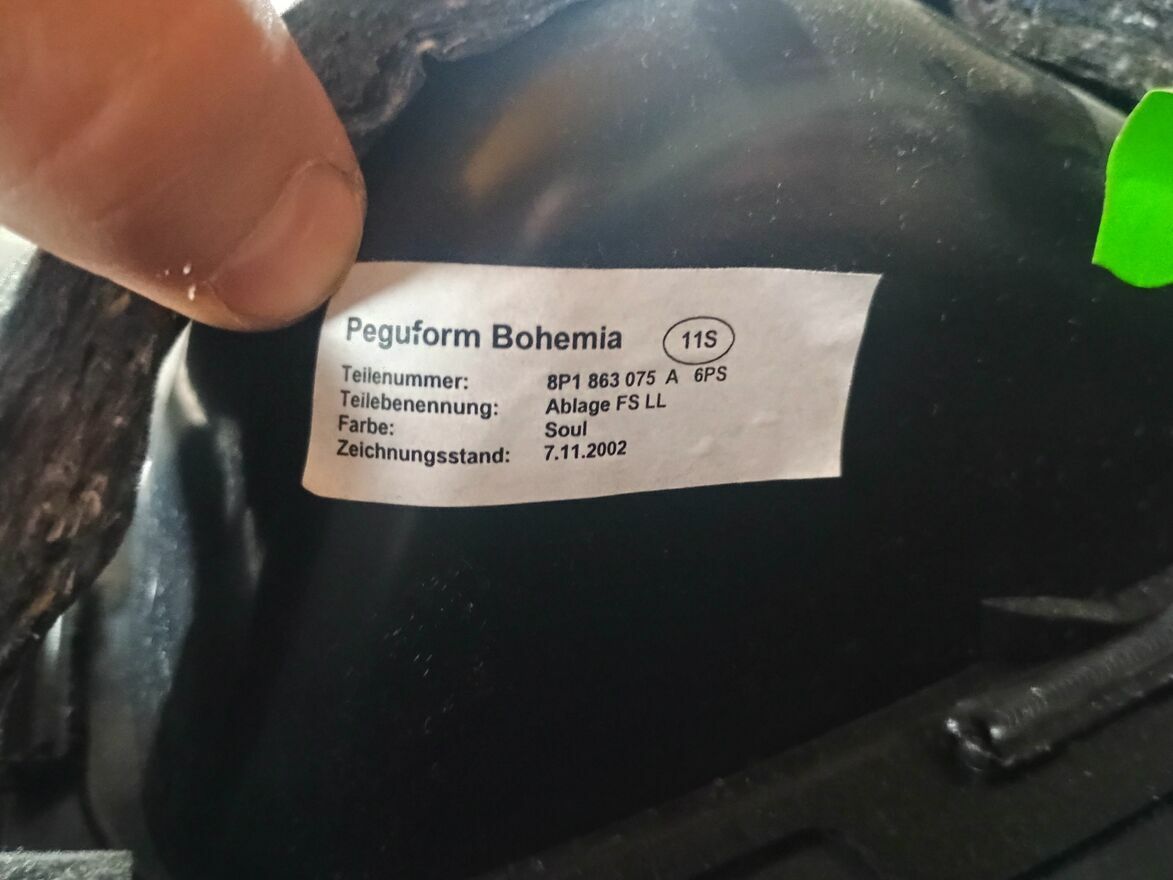 Peguform Bohemia 11S
Teilenummer: 8P1 863 075 A 6PS
Teilebenennung: Ablage FS LL
Farbe: Soul
Zeichnungsstand: 7.11.2002